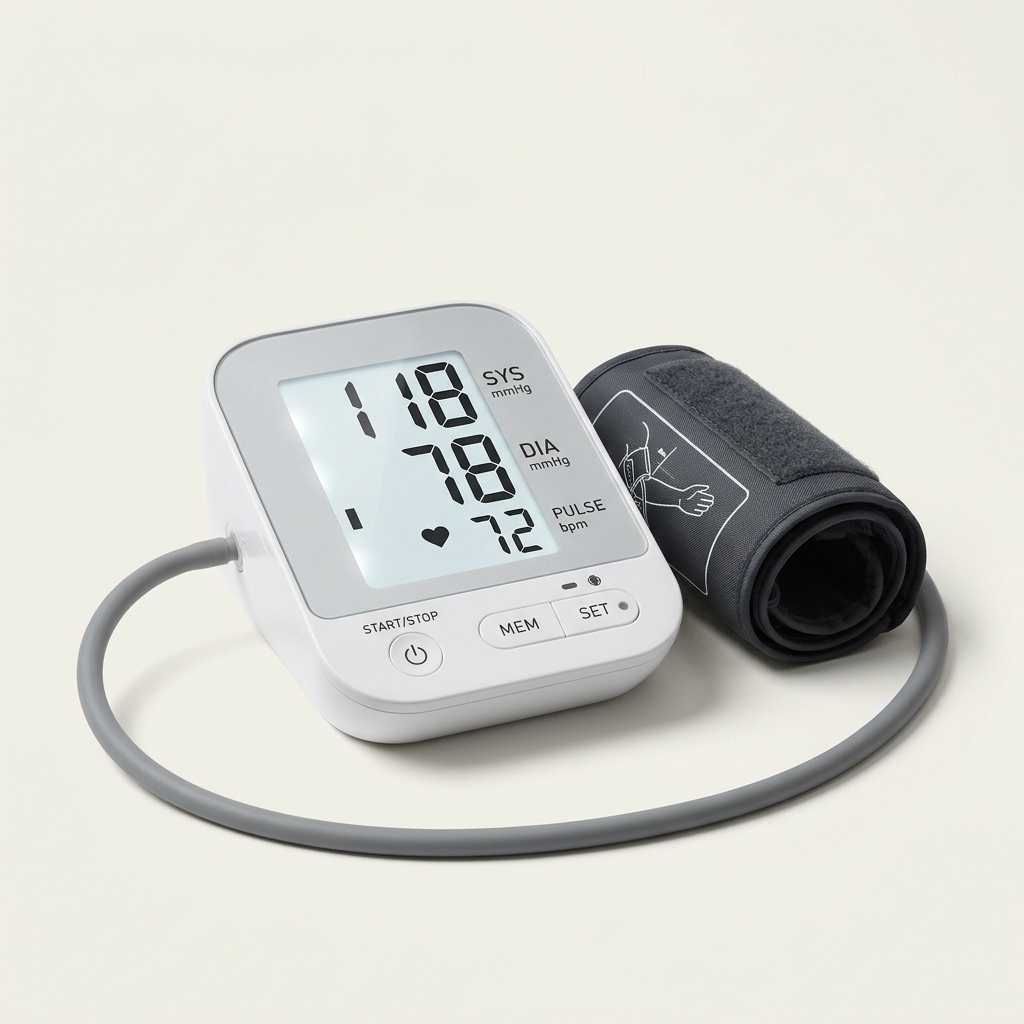 118 SYS
mmHg
78 DIA
mmHg
72 PULSE
bpm
START/STOP
MEM SET